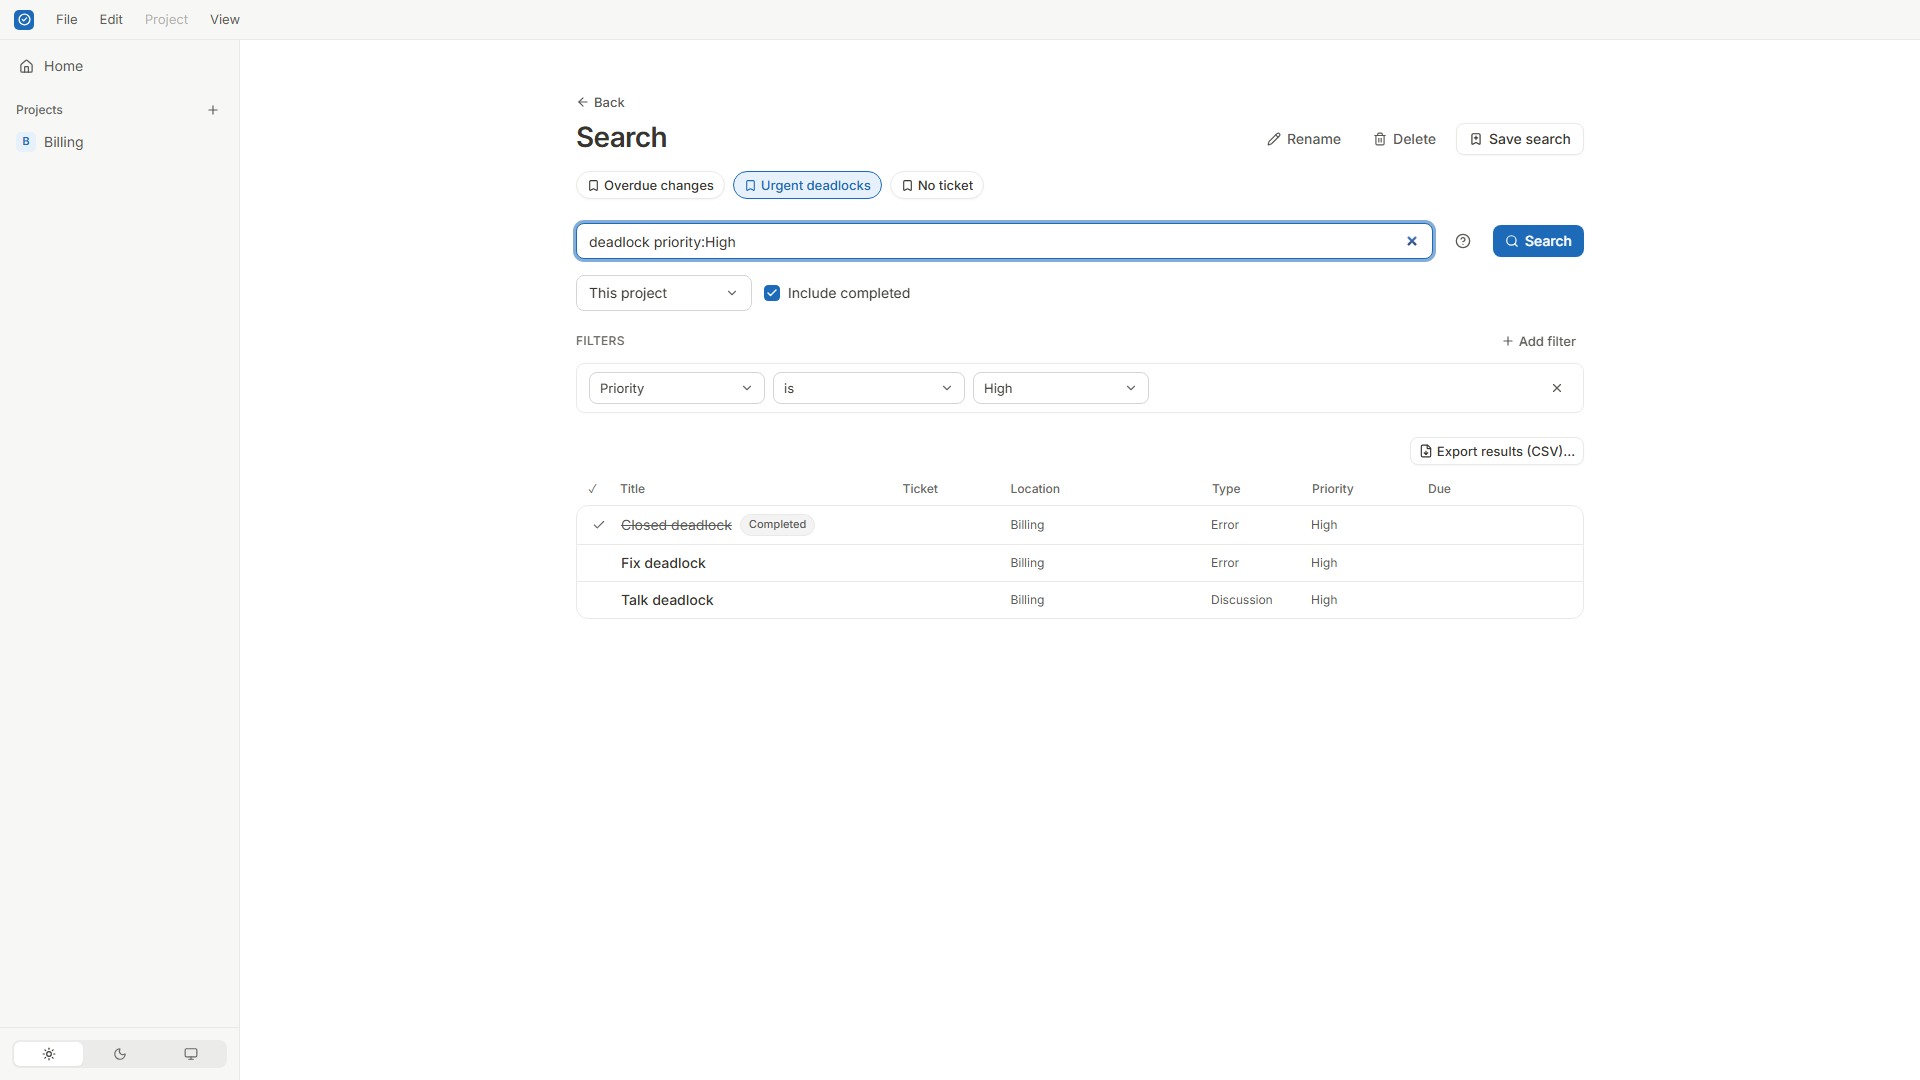 File Edit Project View
Home
Projects
B Billing
Back
Search
Rename Delete Save search
Overdue changes Urgent deadlocks No ticket
deadlock priority:High
Search
This project Include completed
FILTERS
Add filter
Priority is High
Export results (CSV)...
Title Ticket Location Type Priority Due
Closed deadlock Completed Billing Error High
Fix deadlock Billing Error High
Talk deadlock Billing Discussion High